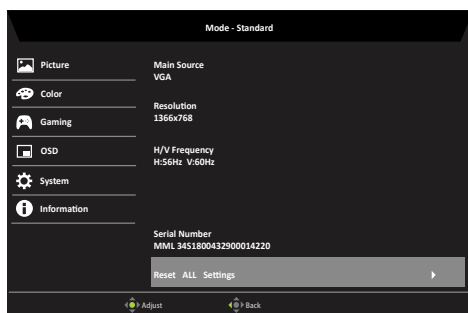 Mode - Standard
Picture
Color
Gaming
OSD
System
Information
Main Source
VGA
Resolution
1366x768
H/V Frequency
H:56Hz V:60Hz
Serial Number
MML 34S1800432900014220
Reset ALL Settings
Adjust
Back